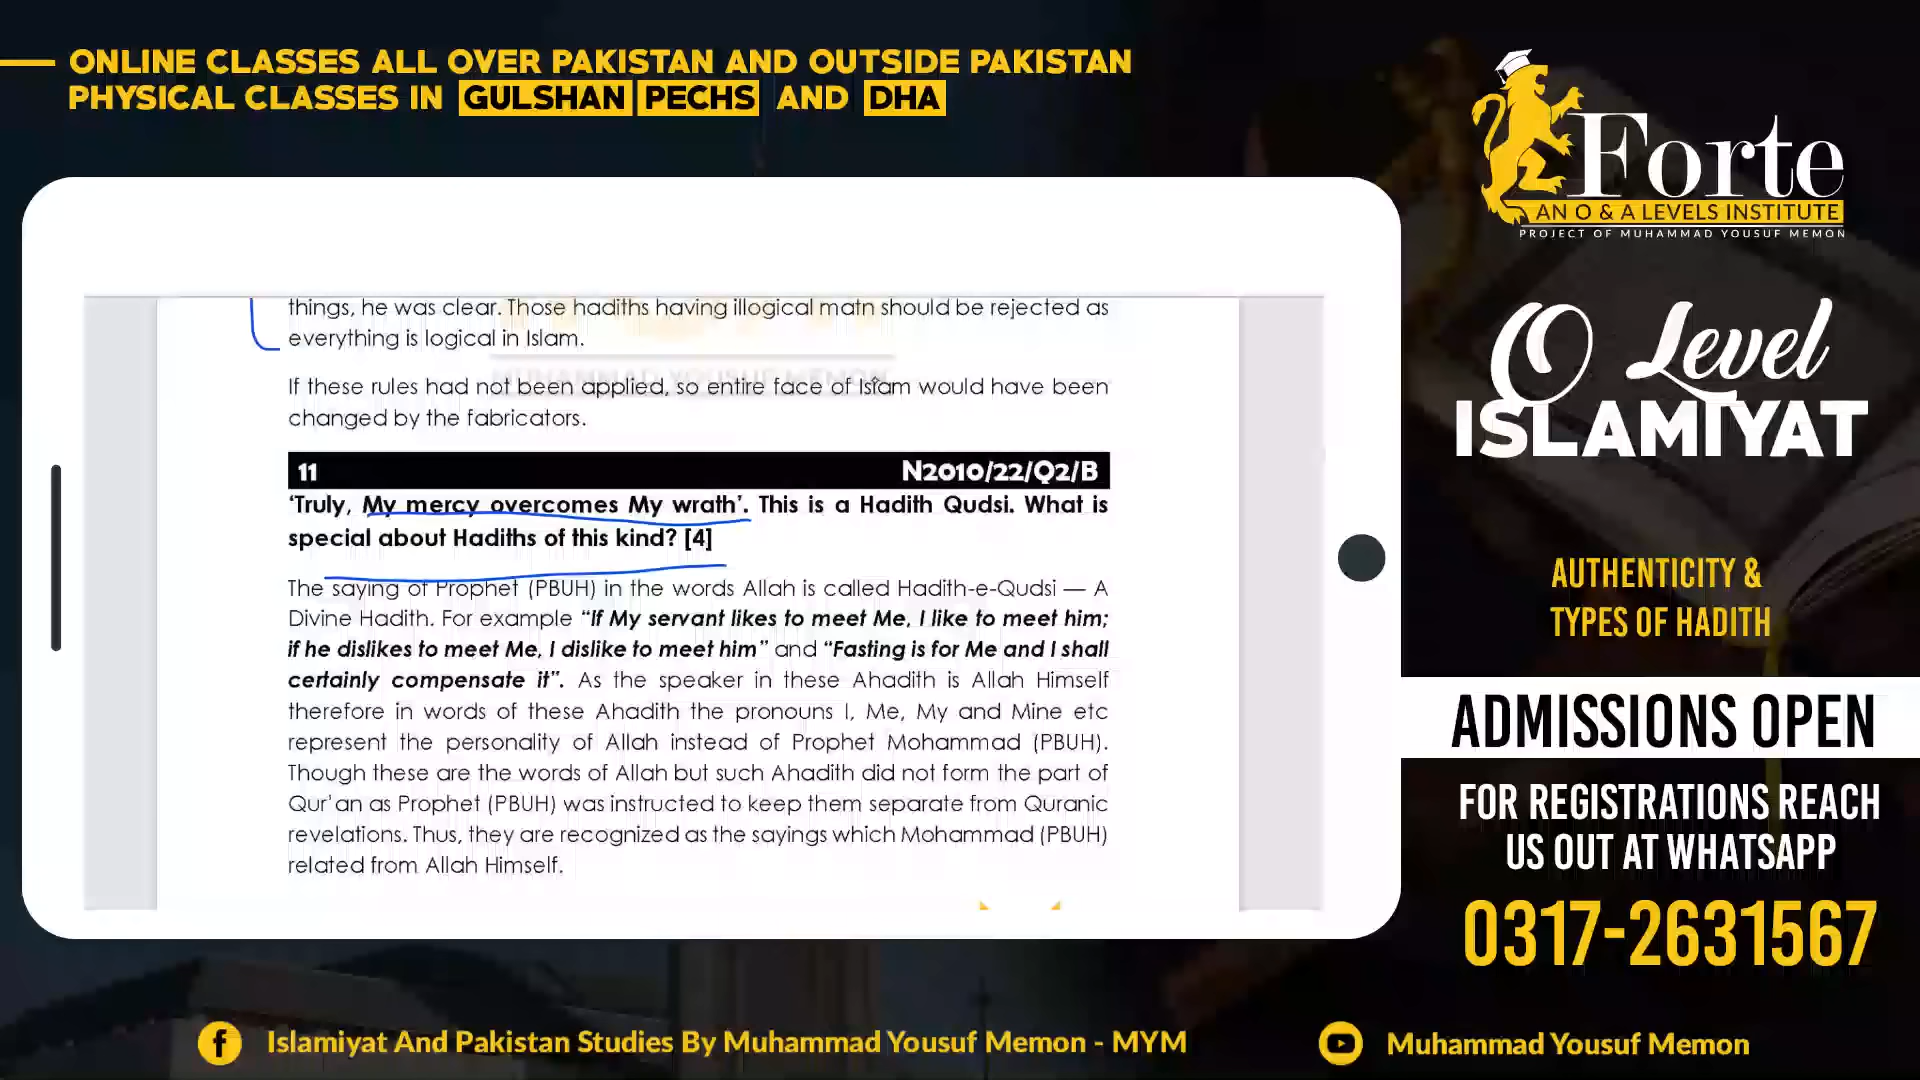 ONLINE CLASSES ALL OVER PAKISTAN AND OUTSIDE PAKISTAN
PHYSICAL CLASSES IN GULSHAN PECHS AND DHA
Forte
AN O & A LEVELS INSTITUTE
PROJECT OF MUHAMMAD YOUSUF MEMON
things, he was clear. Those hadiths having illogical matn should be rejected as
everything is logical in Islam.
MUHAMMAD YOUSUF MEMON
If these rules had not been applied, so entire face of Islam would have been
changed by the fabricators.
11 N2010/22/Q2/B
‘Truly, My mercy overcomes My wrath’. This is a Hadith Qudsi. What is
special about Hadiths of this kind? [4]
The saying of Prophet (PBUH) in the words Allah is called Hadith-e-Qudsi — A
Divine Hadith. For example “If My servant likes to meet Me, I like to meet him;
if he dislikes to meet Me, I dislike to meet him” and “Fasting is for Me and I shall
certainly compensate it”. As the speaker in these Ahadith is Allah Himself
therefore in words of these Ahadith the pronouns I, Me, My and Mine etc
represent the personality of Allah instead of Prophet Mohammad (PBUH).
Though these are the words of Allah but such Ahadith did not form the part of
Qur’an as Prophet (PBUH) was instructed to keep them separate from Quranic
revelations. Thus, they are recognized as the sayings which Mohammad (PBUH)
related from Allah Himself.
O Level
ISLAMIYAT
AUTHENTICITY &
TYPES OF HADITH
ADMISSIONS OPEN
FOR REGISTRATIONS REACH
US OUT AT WHATSAPP
0317-2631567
Islamiyat And Pakistan Studies By Muhammad Yousuf Memon - MYM
Muhammad Yousuf Memon